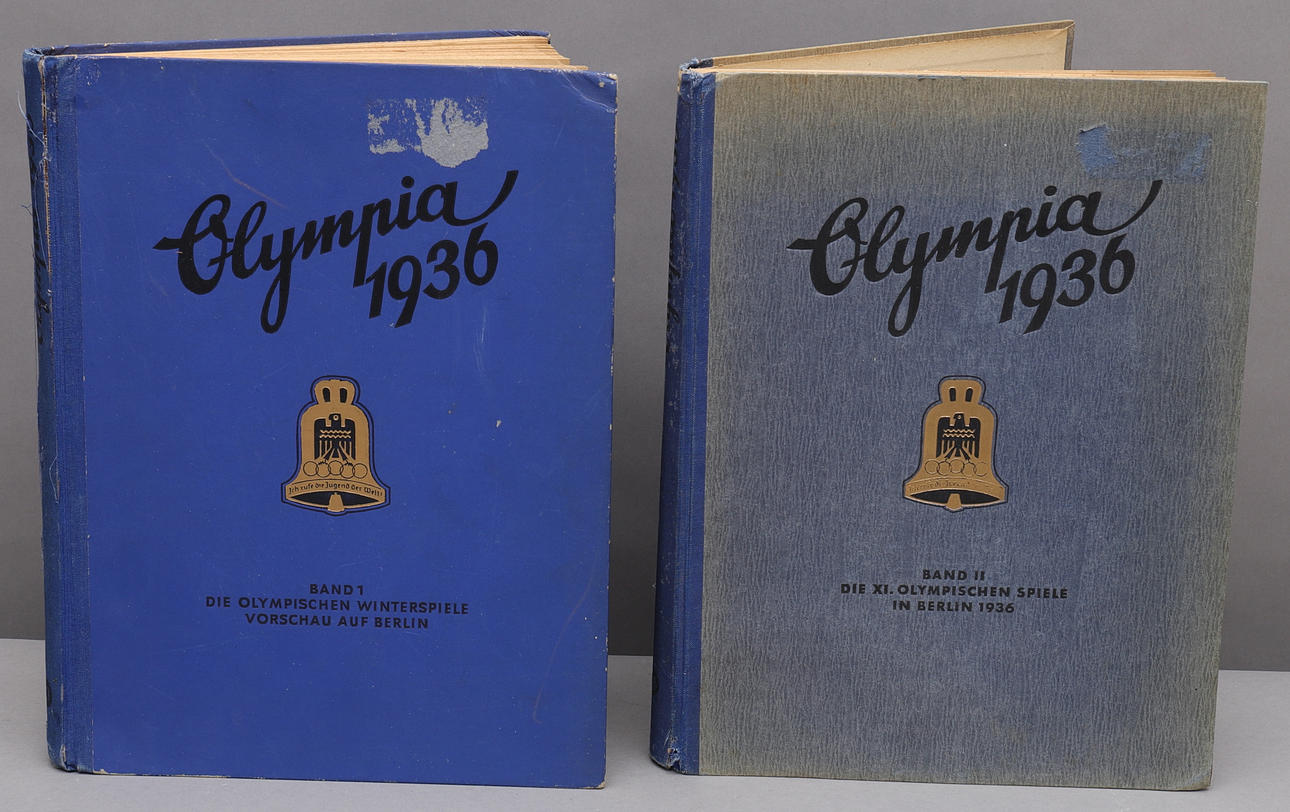 Olympia
1936
Ich rufe die Jugend der Welt!
BAND 1
DIE OLYMPISCHEN WINTERSPIELE
VORSCHAU AUF BERLIN
Olympia
1936
BAND II
DIE XI. OLYMPISCHEN SPIELE
IN BERLIN 1936